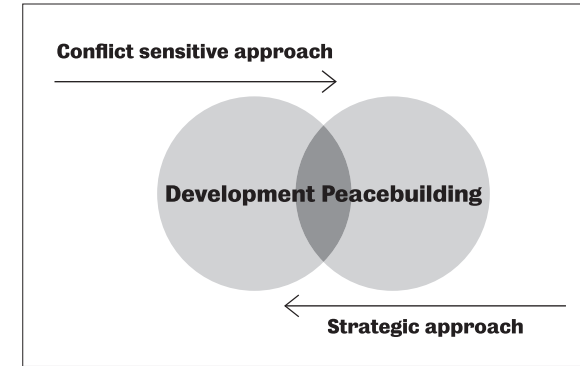 Conflict sensitive approach
Development Peacebuilding
Strategic approach